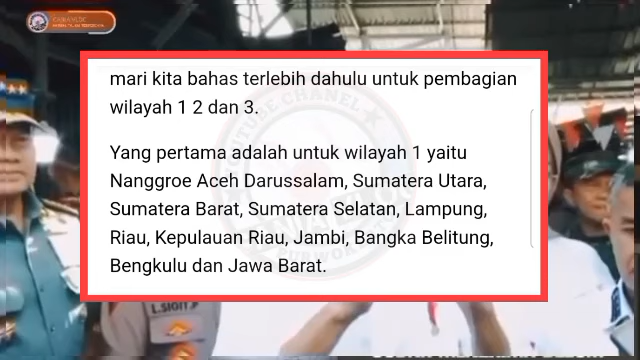 mari kita bahas terlebih dahulu untuk pembagian
wilayah 1 2 dan 3.
Yang pertama adalah untuk wilayah 1 yaitu
Nanggroe Aceh Darussalam, Sumatera Utara,
Sumatera Barat, Sumatera Selatan, Lampung,
Riau, Kepulauan Riau, Jambi, Bangka Belitung,
Bengkulu dan Jawa Barat.
L.SIGIT.P